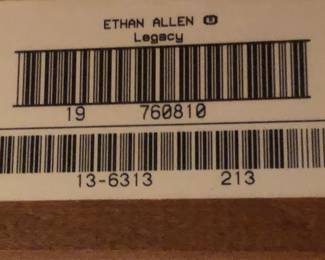 ETHAN ALLEN
Legacy
19 760810
13-6313 213